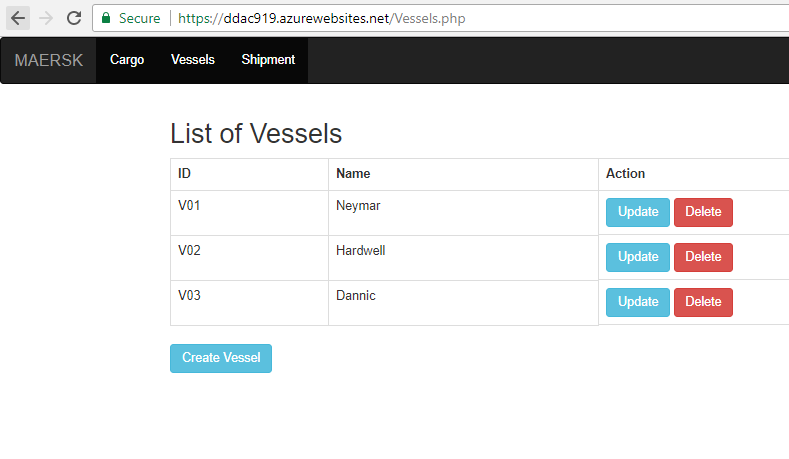 Secure | https://ddac919.azurewebsites.net/Vessels.php
MAERSK Cargo Vessels Shipment
List of Vessels
ID Name Action
V01 Neymar Update Delete
V02 Hardwell Update Delete
V03 Dannic Update Delete
Create Vessel